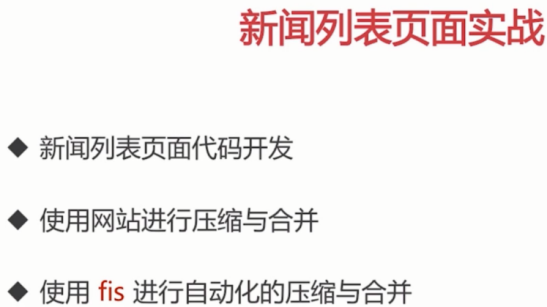 新闻列表页面实战
◆ 新闻列表页面代码开发
◆ 使用网站进行压缩与合并
◆ 使用 fis 进行自动化的压缩与合并